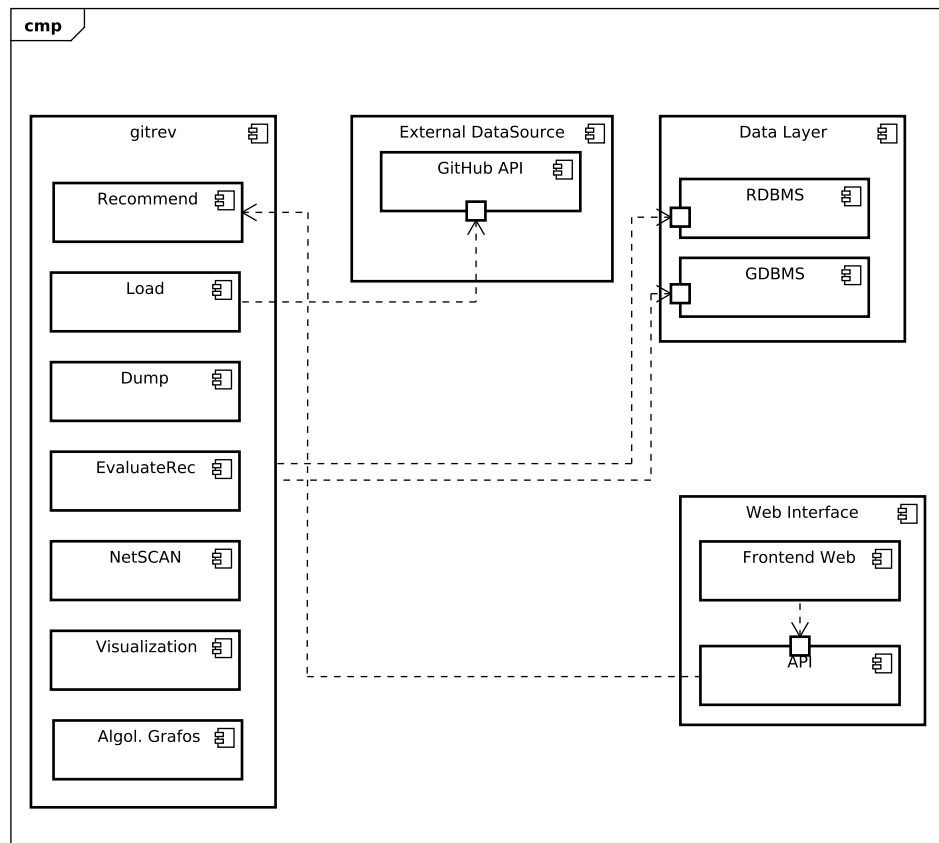 cmp
gitrev
Recommend
Load
Dump
EvaluateRec
NetSCAN
Visualization
Algol. Grafos
External DataSource
GitHub API
Data Layer
RDBMS
GDBMS
Web Interface
Frontend Web
API